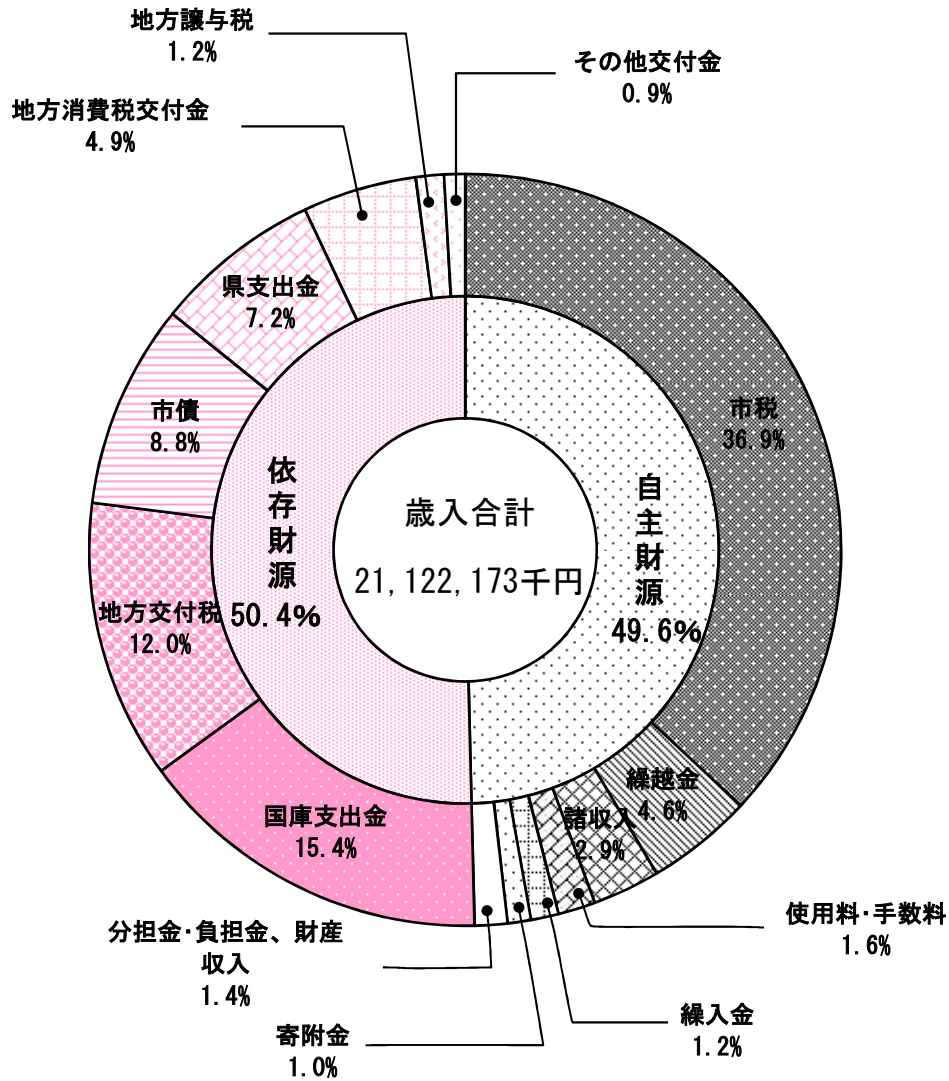 地方譲与税
1.2%
その他交付金
0.9%
地方消費税交付金
4.9%
県支出金
7.2%
市債
8.8%
市税
36.9%
依存財源
50.4%
歳入合計
21,122,173千円
自主財源
49.6%
地方交付税
12.0%
繰越金
4.6%
諸収入
2.9%
国庫支出金
15.4%
使用料・手数料
1.6%
分担金・負担金、財産
収入
1.4%
繰入金
1.2%
寄附金
1.0%